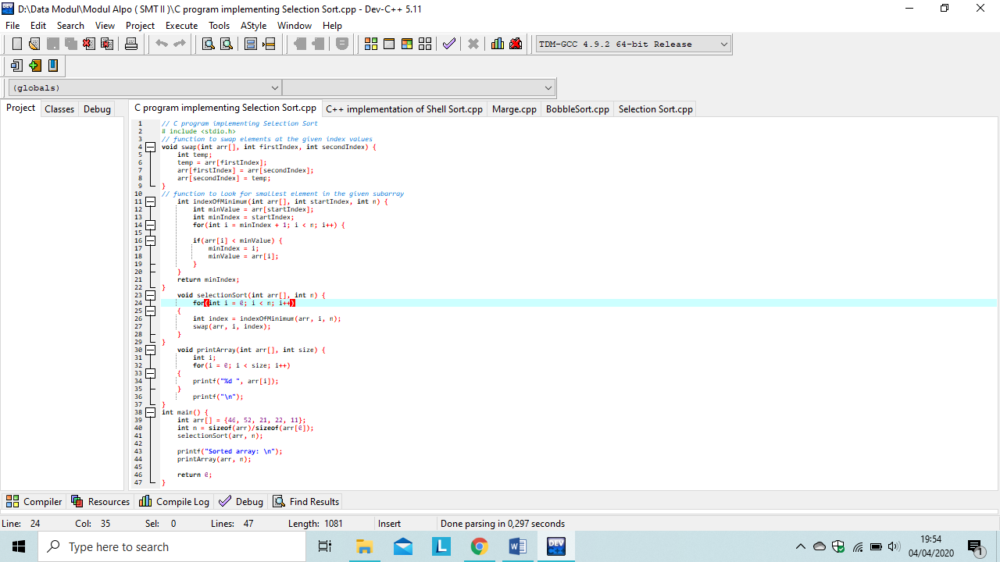 D:\Data Modul\Modul Alpo ( SMT II )\C program implementing Selection Sort.cpp - Dev-C++ 5.11
File Edit Search View Project Execute Tools AStyle Window Help
TDM-GCC 4.9.2 64-bit Release
(globals)
Project Classes Debug C program implementing Selection Sort.cpp C++ implementation of Shell Sort.cpp Marge.cpp BobbleSort.cpp Selection Sort.cpp
1 // C program implementing Selection Sort
2 # include <stdio.h>
3 // function to swap elements at the given index values
4 void swap(int arr[], int firstIndex, int secondIndex) {
5 int temp;
6 temp = arr[firstIndex];
7 arr[firstIndex] = arr[secondIndex];
8 arr[secondIndex] = temp;
9 }
10 // function to look for smallest element in the given subarray
11 int indexOfMinimum(int arr[], int startIndex, int n) {
12 int minValue = arr[startIndex];
13 int minIndex = startIndex;
14 for(int i = minIndex + 1; i < n; i++) {
15
16 if(arr[i] < minValue) {
17 minIndex = i;
18 minValue = arr[i];
19 }
20 }
21 return minIndex;
22 }
23 void selectionSort(int arr[], int n) {
24 for(int i = 0; i < n; i++)
25 {
26 int index = indexOfMinimum(arr, i, n);
27 swap(arr, i, index);
28 }
29 }
30 void printArray(int arr[], int size) {
31 int i;
32 for(i = 0; i < size; i++)
33 {
34 printf("%d ", arr[i]);
35 }
36 printf("\n");
37 }
38 int main() {
39 int arr[] = {46, 52, 21, 22, 11};
40 int n = sizeof(arr)/sizeof(arr[0]);
41 selectionSort(arr, n);
42
43 printf("Sorted array: \n");
44 printArray(arr, n);
45
46 return 0;
47 }
Compiler Resources Compile Log Debug Find Results
Line: 24 Col: 35 Sel: 0 Lines: 47 Length: 1081 Insert Done parsing in 0,297 seconds
Type here to search
19:54
04/04/2020
1